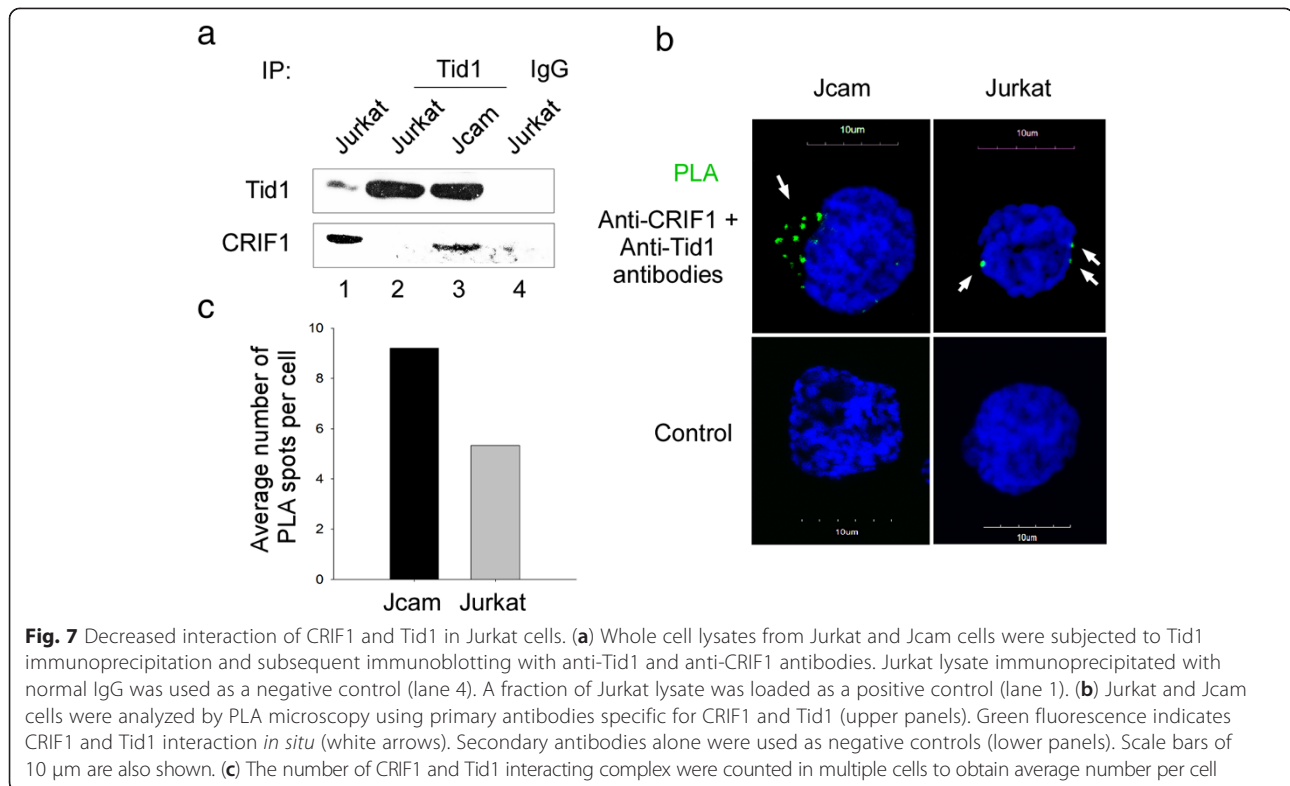 a
IP: Tid1 IgG
Jurkat Jurkat Jcam Jurkat
Tid1
CRIF1
1 2 3 4
b
Jcam Jurkat
10um 10um
PLA
Anti-CRIF1 +
Anti-Tid1
antibodies
Control
10um 10um
c
Average number of
PLA spots per cell
10
8
6
4
2
0
Jcam Jurkat
Fig. 7 Decreased interaction of CRIF1 and Tid1 in Jurkat cells. (a) Whole cell lysates from Jurkat and Jcam cells were subjected to Tid1
immunoprecipitation and subsequent immunoblotting with anti-Tid1 and anti-CRIF1 antibodies. Jurkat lysate immunoprecipitated with
normal IgG was used as a negative control (lane 4). A fraction of Jurkat lysate was loaded as a positive control (lane 1). (b) Jurkat and Jcam
cells were analyzed by PLA microscopy using primary antibodies specific for CRIF1 and Tid1 (upper panels). Green fluorescence indicates
CRIF1 and Tid1 interaction in situ (white arrows). Secondary antibodies alone were used as negative controls (lower panels). Scale bars of
10 μm are also shown. (c) The number of CRIF1 and Tid1 interacting complex were counted in multiple cells to obtain average number per cell